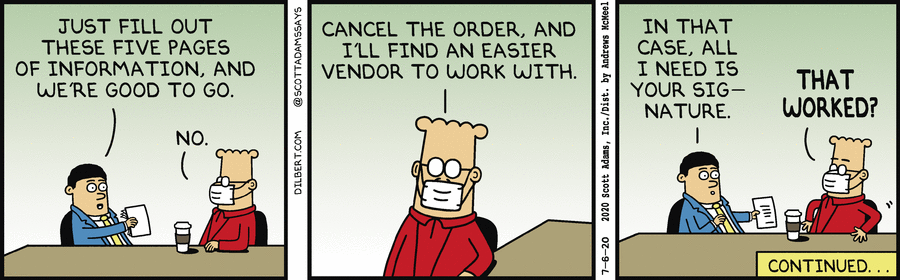 JUST FILL OUT
THESE FIVE PAGES
OF INFORMATION, AND
WE'RE GOOD TO GO.
NO.
DILBERT.COM @SCOTTADAMSSAYS
CANCEL THE ORDER, AND
I'LL FIND AN EASIER
VENDOR TO WORK WITH.
7-6-20 2020 Scott Adams, Inc./Dist. by Andrews McMeel
IN THAT
CASE, ALL
I NEED IS
YOUR SIG-
NATURE.
THAT
WORKED?
CONTINUED...